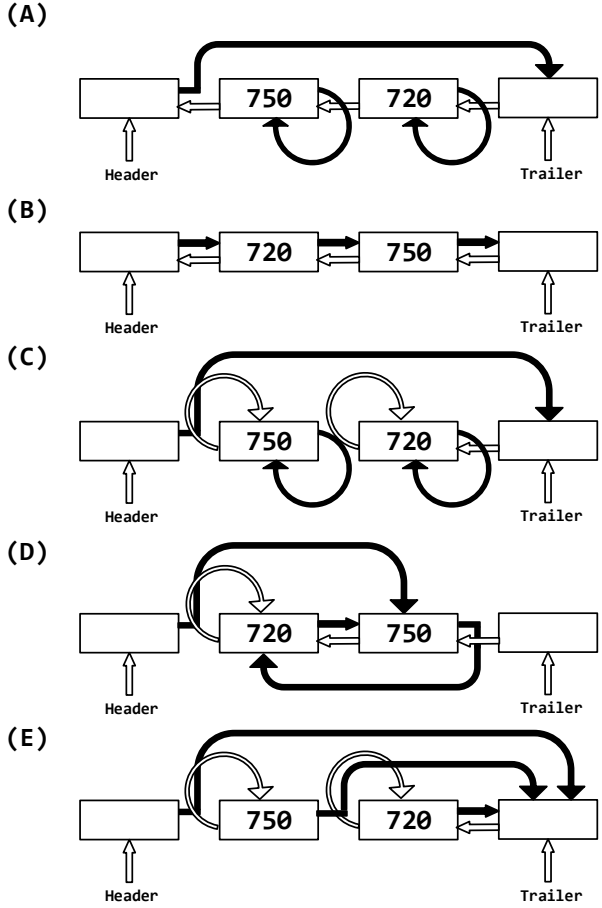 (A)
750 720
Header Trailer
(B)
720 750
Header Trailer
(C)
750 720
Header Trailer
(D)
720 750
Header Trailer
(E)
750 720
Header Trailer